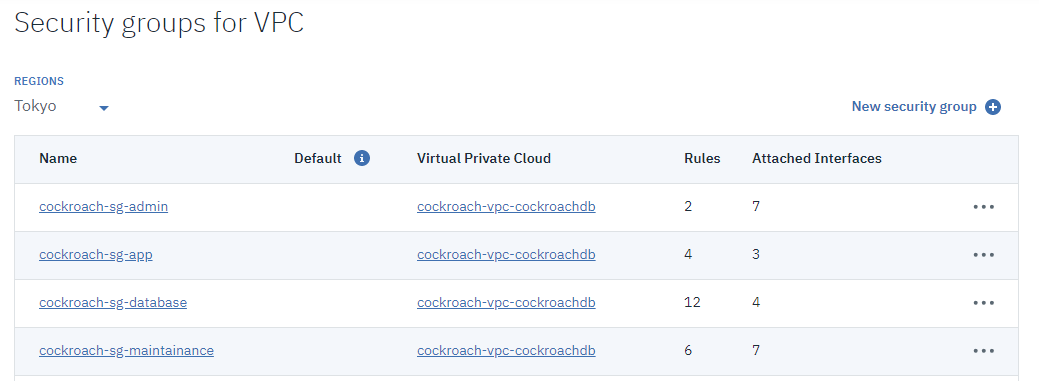 Security groups for VPC
REGIONS
Tokyo
New security group
Name Default Virtual Private Cloud Rules Attached Interfaces
cockroach-sg-admin cockroach-vpc-cockroachdb 2 7
cockroach-sg-app cockroach-vpc-cockroachdb 4 3
cockroach-sg-database cockroach-vpc-cockroachdb 12 4
cockroach-sg-maintainance cockroach-vpc-cockroachdb 6 7